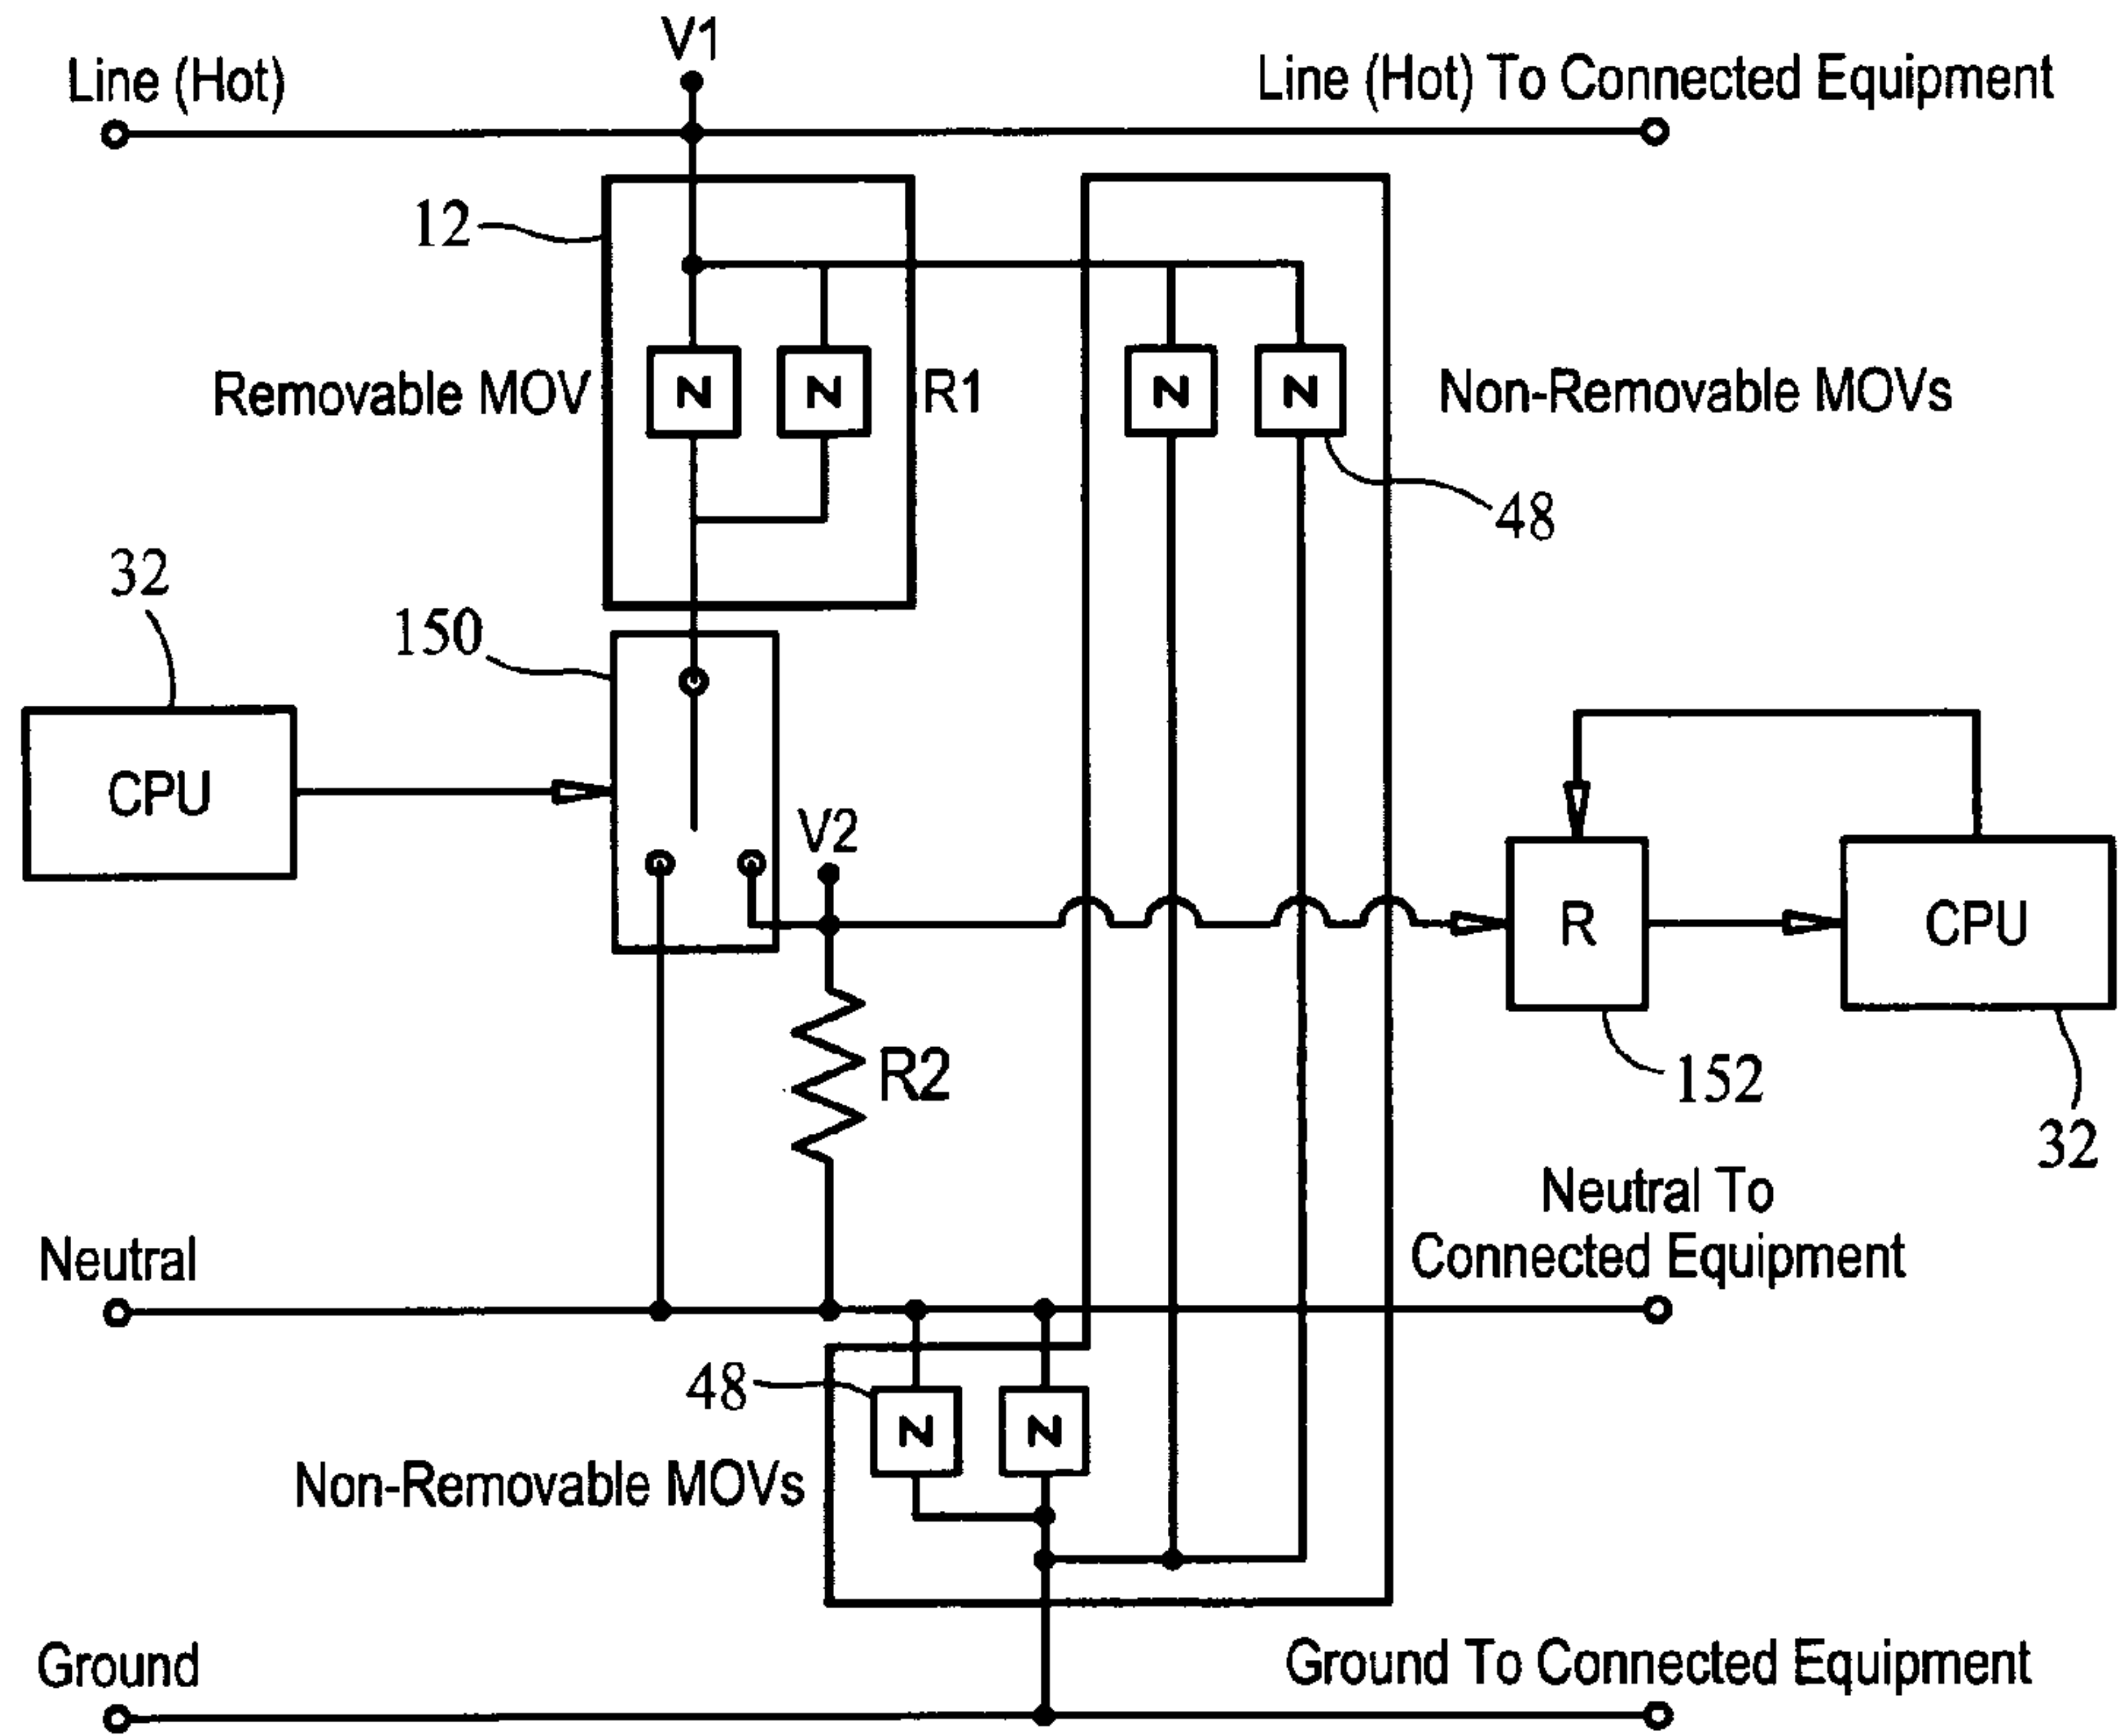 V1
Line (Hot)
Line (Hot) To Connected Equipment
12
Removable MOV
N
N
R1
N
N
Non-Removable MOVs
48
32
150
CPU
V2
R
CPU
R2
152
32
Neutral To
Connected Equipment
Neutral
48
N
N
Non-Removable MOVs
Ground
Ground To Connected Equipment